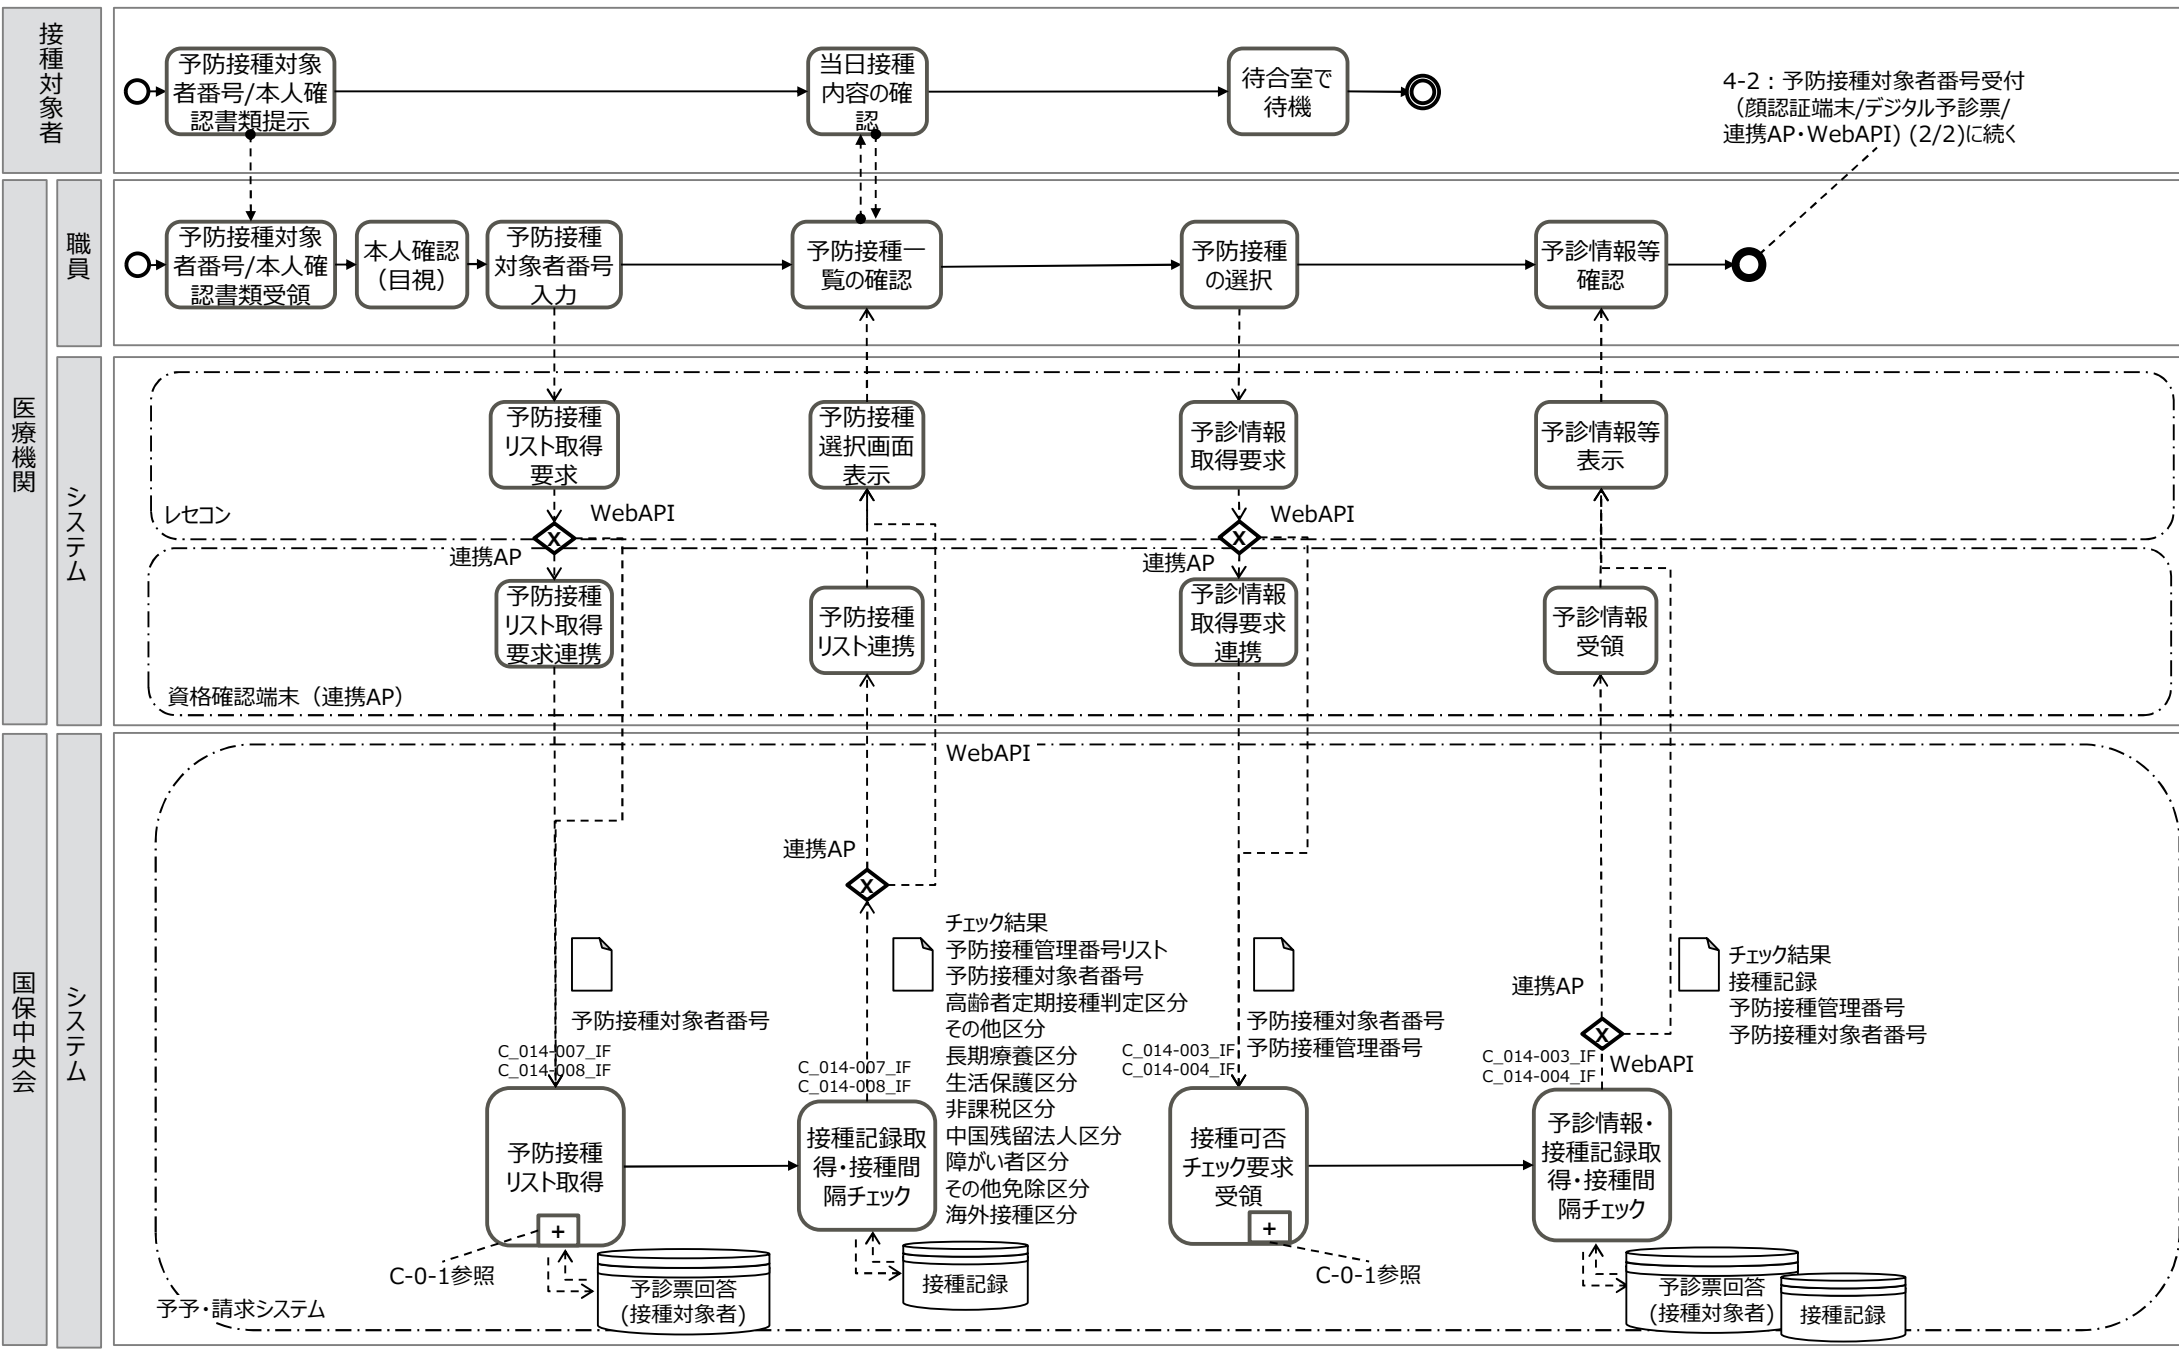 接種対象者
予防接種対象
者番号/本人確
認書類提示
当日接種
内容の確
認
待合室で
待機
4-2：予防接種対象者番号受付
（顔認証端末/デジタル予診票/
連携AP・WebAPI) (2/2)に続く
医療機関
職員
予防接種対象
者番号/本人確
認書類受領
本人確認
（目視）
予防接種
対象者番号
入力
予防接種一
覧の確認
予防接種
の選択
予診情報等
確認
システム
予防接種
リスト取得
要求
予防接種
選択画面
表示
予診情報
取得要求
予診情報等
表示
レセコン
X
WebAPI
連携AP
X
WebAPI
連携AP
予防接種
リスト取得
要求連携
予防接種
リスト連携
予診情報
取得要求
連携
予診情報
受領
資格確認端末（連携AP）
国保中央会
システム
WebAPI
連携AP
X
予防接種対象者番号
C_014-007_IF
C_014-008_IF
チェック結果
予防接種管理番号リスト
予防接種対象者番号
高齢者定期接種判定区分
その他区分
長期療養区分
生活保護区分
非課税区分
中国残留法人区分
障がい者区分
その他免除区分
海外接種区分
C_014-007_IF
C_014-008_IF
予防接種対象者番号
予防接種管理番号
C_014-003_IF
C_014-004_IF
連携AP
X
WebAPI
チェック結果
接種記録
予防接種管理番号
予防接種対象者番号
C_014-003_IF
C_014-004_IF
予防接種
リスト取得
+
接種記録取
得・接種間
隔チェック
接種可否
チェック要求
受領
+
予診情報・
接種記録取
得・接種間
隔チェック
C-0-1参照
予診票回答
(接種対象者)
接種記録
C-0-1参照
予診票回答
(接種対象者)
接種記録
予予・請求システム